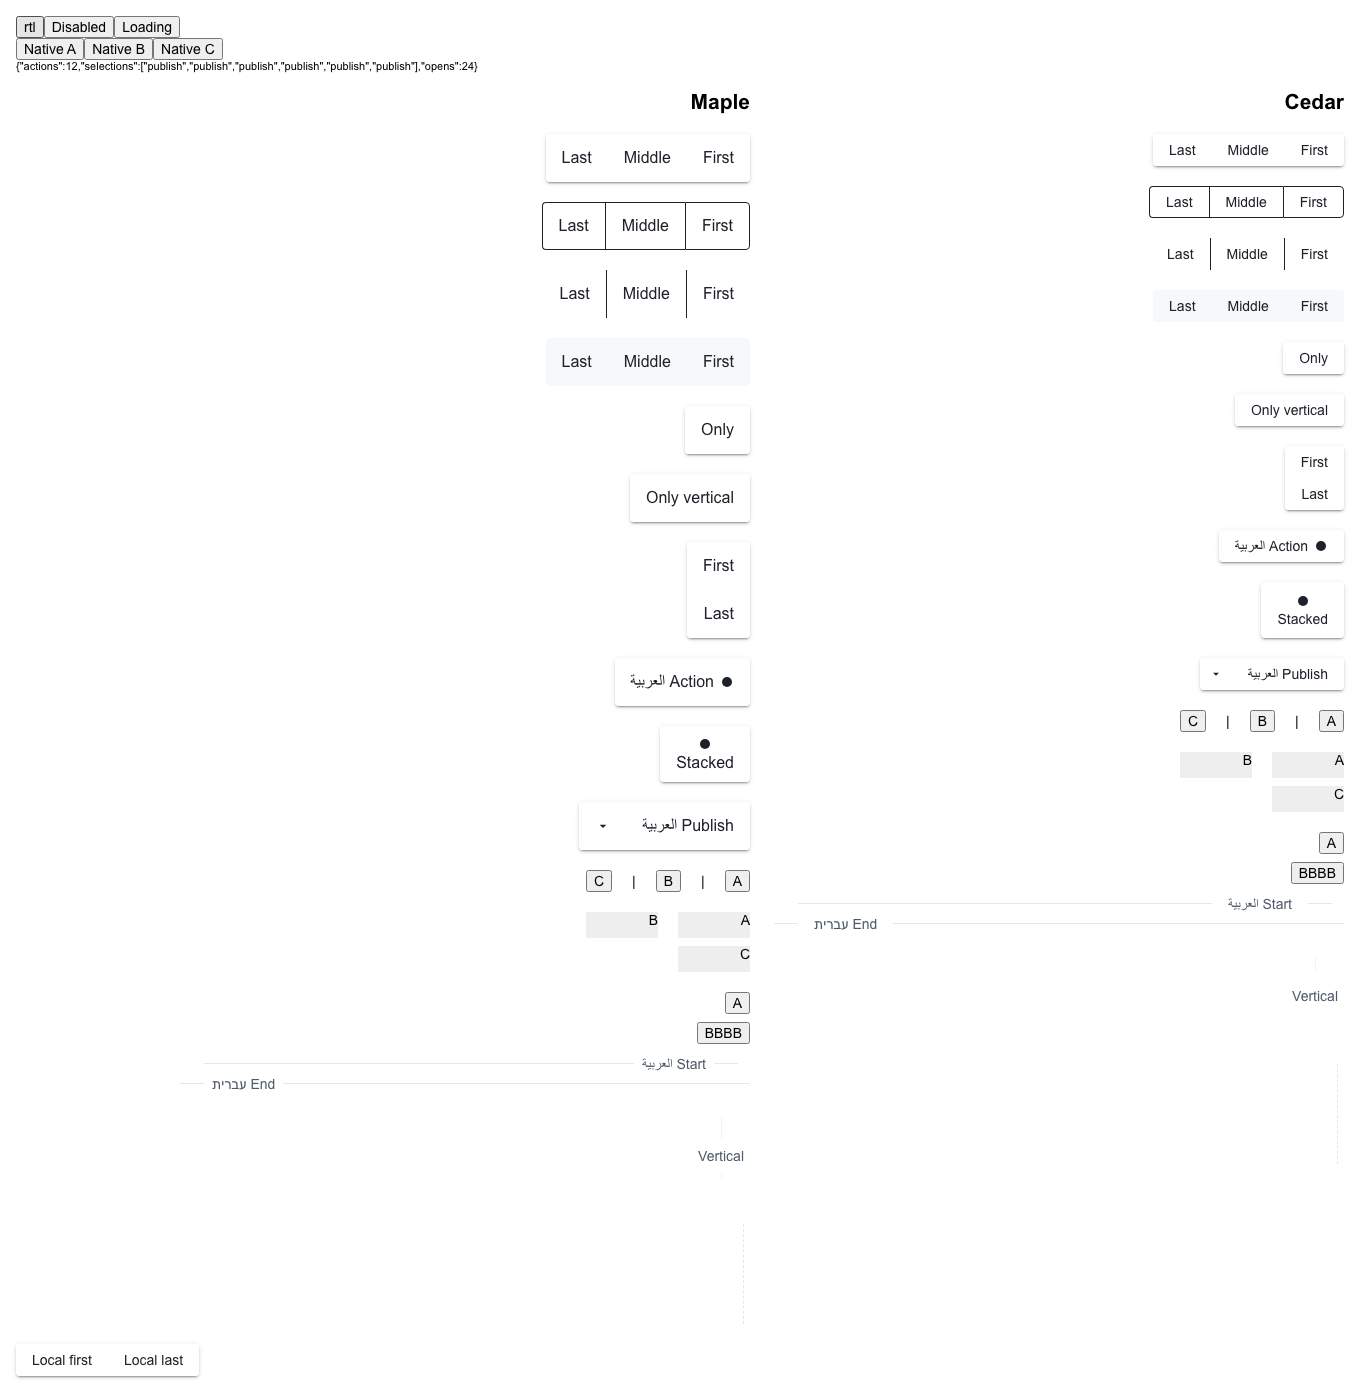 rtl Disabled Loading
Native A Native B Native C
{"actions":12,"selections":["publish","publish","publish","publish","publish","publish"],"opens":24}
Maple
Last Middle First
Last Middle First
Last Middle First
Last Middle First
Only
Only vertical
First
Last
العربية Action
Stacked
العربية Publish
C | B | A
B A
C
A
BBBB
العربية Start
עברית End
Vertical
Cedar
Last Middle First
Last Middle First
Last Middle First
Last Middle First
Only
Only vertical
First
Last
العربية Action
Stacked
العربية Publish
C | B | A
B A
C
A
BBBB
العربية Start
עברית End
Vertical
Local first Local last